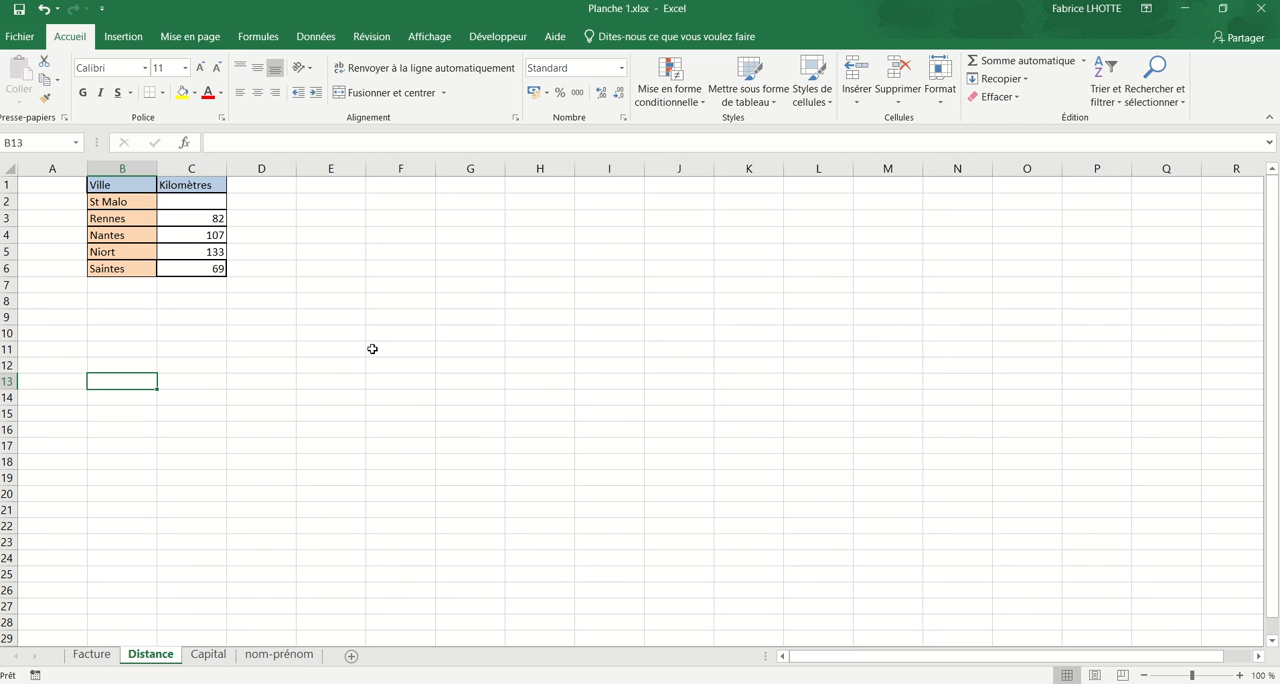 Planche 1.xlsx - Excel
Fabrice LHOTTE
Fichier Accueil Insertion Mise en page Formules Données Révision Affichage Développeur Aide Dites-nous ce que vous voulez faire Partager
Calibri 11 Renvoyer à la ligne automatiquement Standard Somme automatique
Recopier
Coller
G I S Fusionner et centrer % 000 Mise en forme conditionnelle Mettre sous forme de tableau Styles de cellules Insérer Supprimer Format Effacer Trier et filtrer Rechercher et sélectionner
Presse-papiers Police Alignement Nombre Styles Cellules Édition
B13 fx
A B C D E F G H I J K L M N O P Q R
1 Ville Kilomètres
2 St Malo
3 Rennes 82
4 Nantes 107
5 Niort 133
6 Saintes 69
7
8
9
10
11
12
13
14
15
16
17
18
19
20
21
22
23
24
25
26
27
28
29
Facture Distance Capital nom-prénom
Prêt 100 %